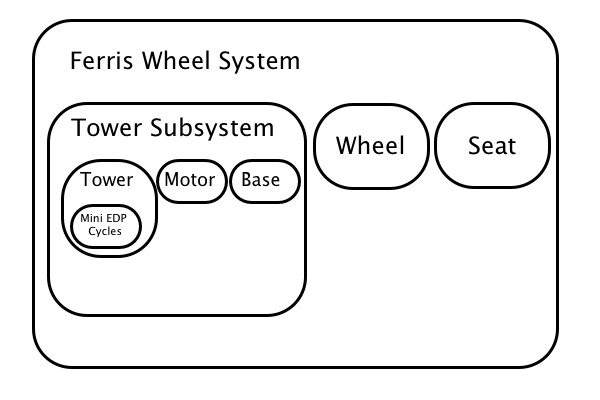 Ferris Wheel System
Tower Subsystem
Wheel
Seat
Tower
Motor
Base
Mini EDP
Cycles